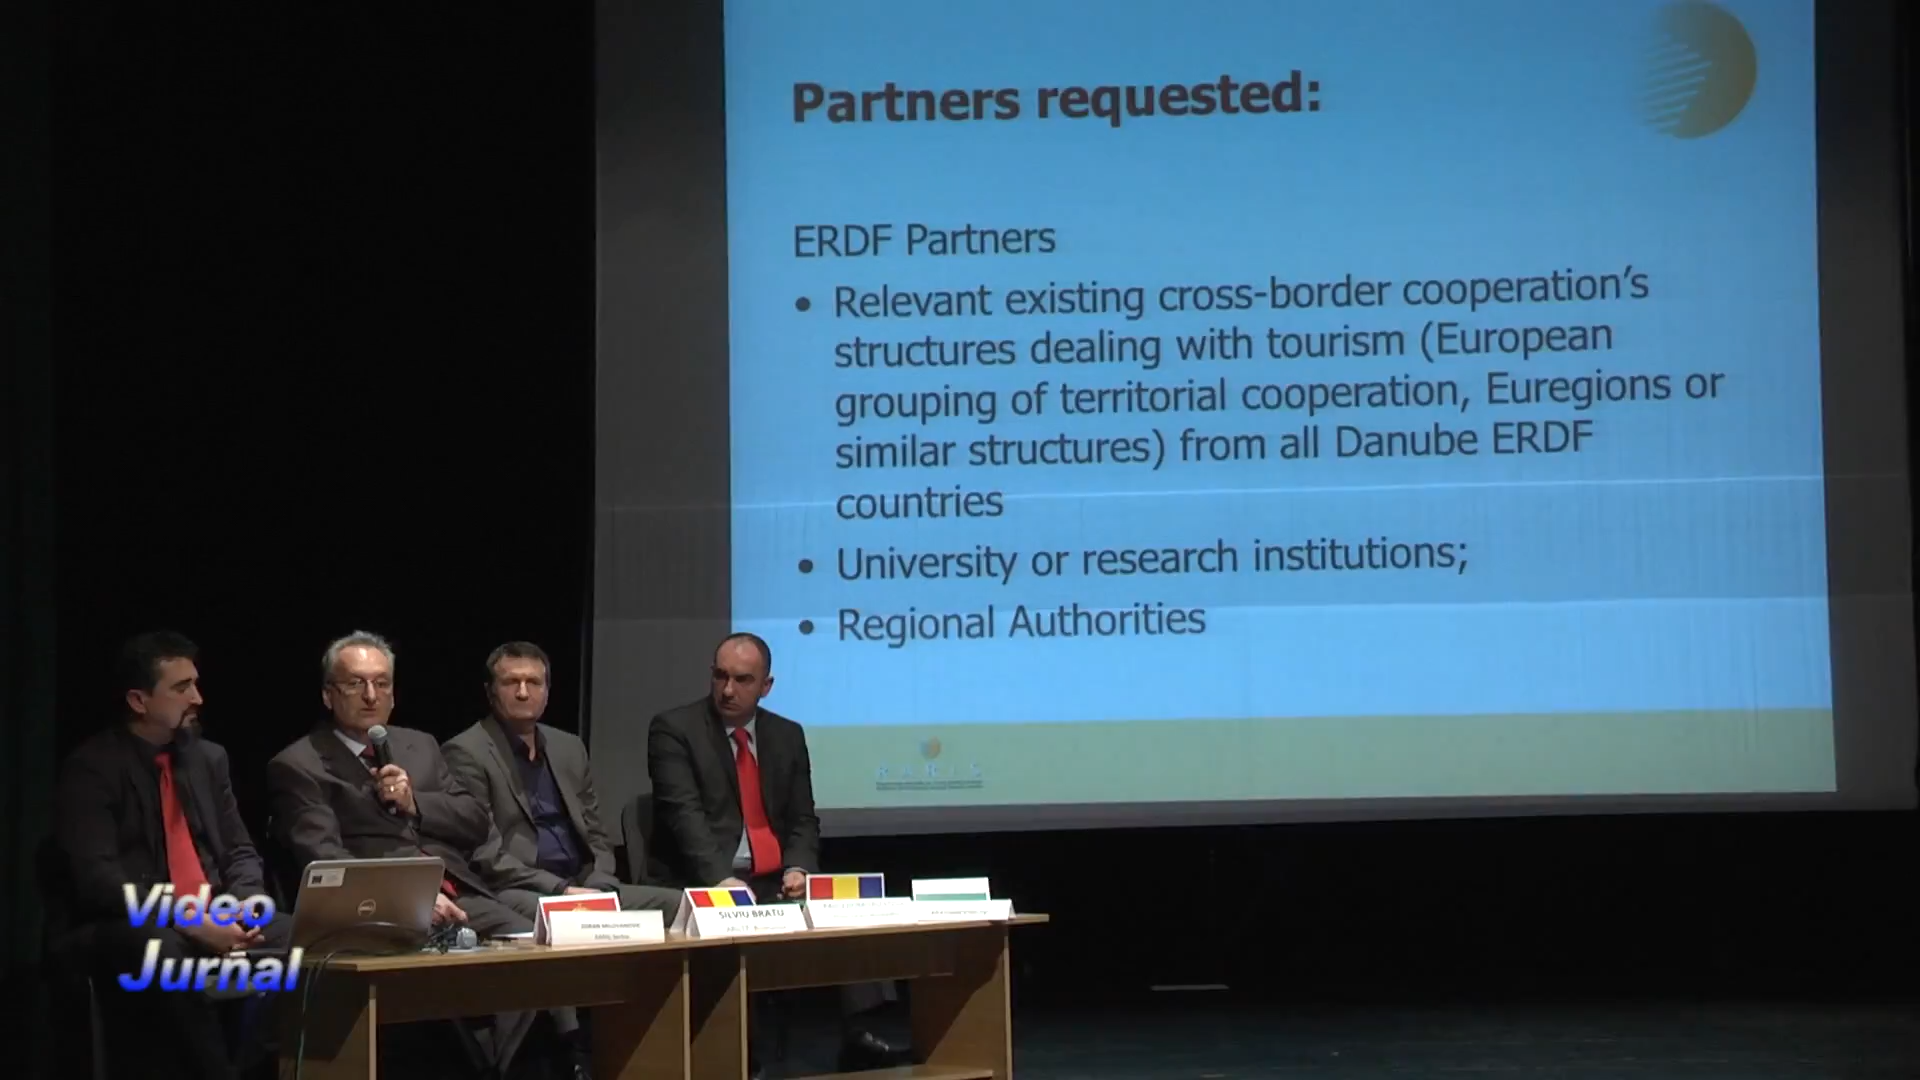 Partners requested:
ERDF Partners
• Relevant existing cross-border cooperation's
structures dealing with tourism (European
grouping of territorial cooperation, Euregions or
similar structures) from all Danube ERDF
countries
• University or research institutions;
• Regional Authorities
RARIS
SILVIU BRATU
Video
Jurnal